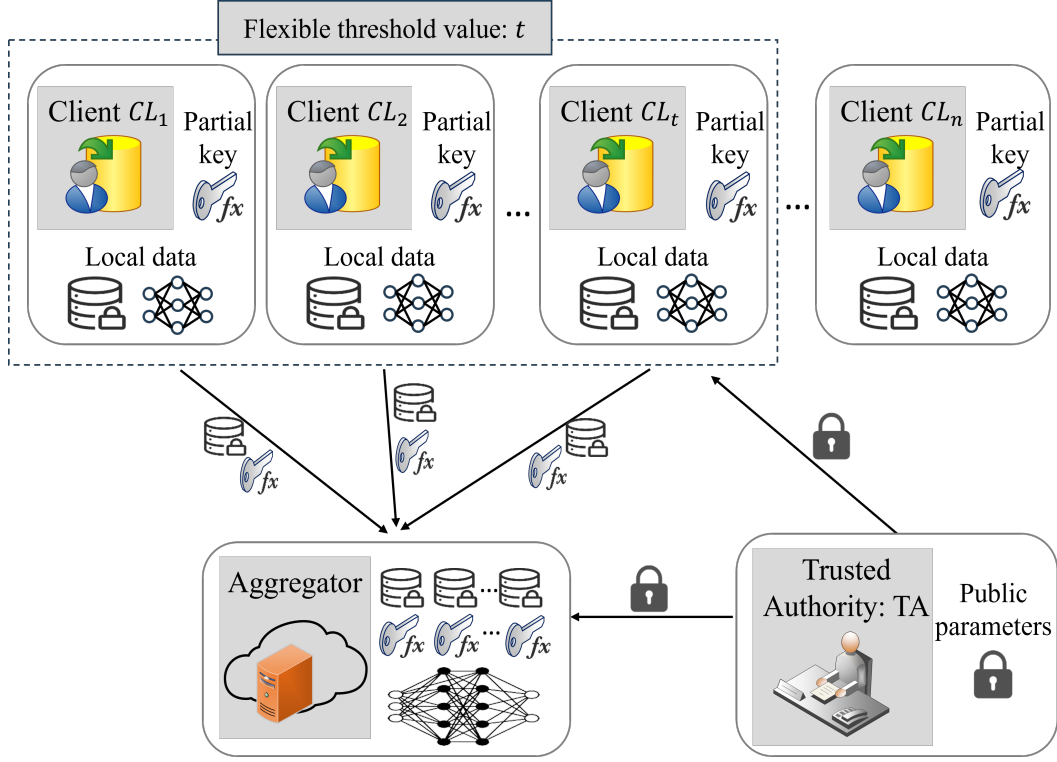 Flexible threshold value: t
Client CL₁
Partial
key
fx
Local data
Client CL₂
Partial
key
fx
Local data
...
Client CLₜ
Partial
key
fx
Local data
...
Client CLₙ
Partial
key
fx
Local data
fx
fx
fx
Aggregator
...
fx
fx
...
fx
Trusted
Authority: TA
Public
parameters